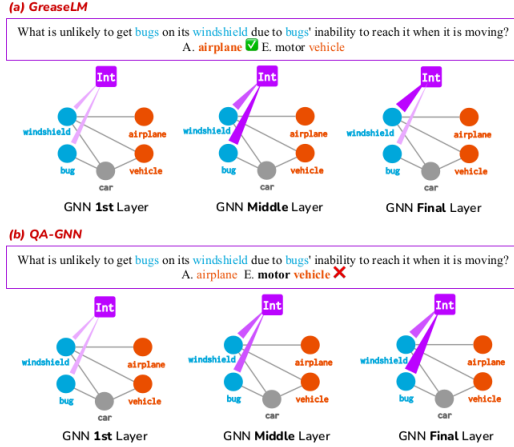 (a) GreaseLM
What is unlikely to get bugs on its windshield due to bugs' inability to reach it when it is moving?
A. airplane ✅ E. motor vehicle
Int Int Int
windshield airplane windshield airplane windshield airplane
bug vehicle bug vehicle bug vehicle
car car car
GNN 1st Layer GNN Middle Layer GNN Final Layer
(b) QA-GNN
What is unlikely to get bugs on its windshield due to bugs' inability to reach it when it is moving?
A. airplane E. motor vehicle ❌
Int Int Int
windshield airplane windshield airplane windshield airplane
bug vehicle bug vehicle bug vehicle
car car car
GNN 1st Layer GNN Middle Layer GNN Final Layer